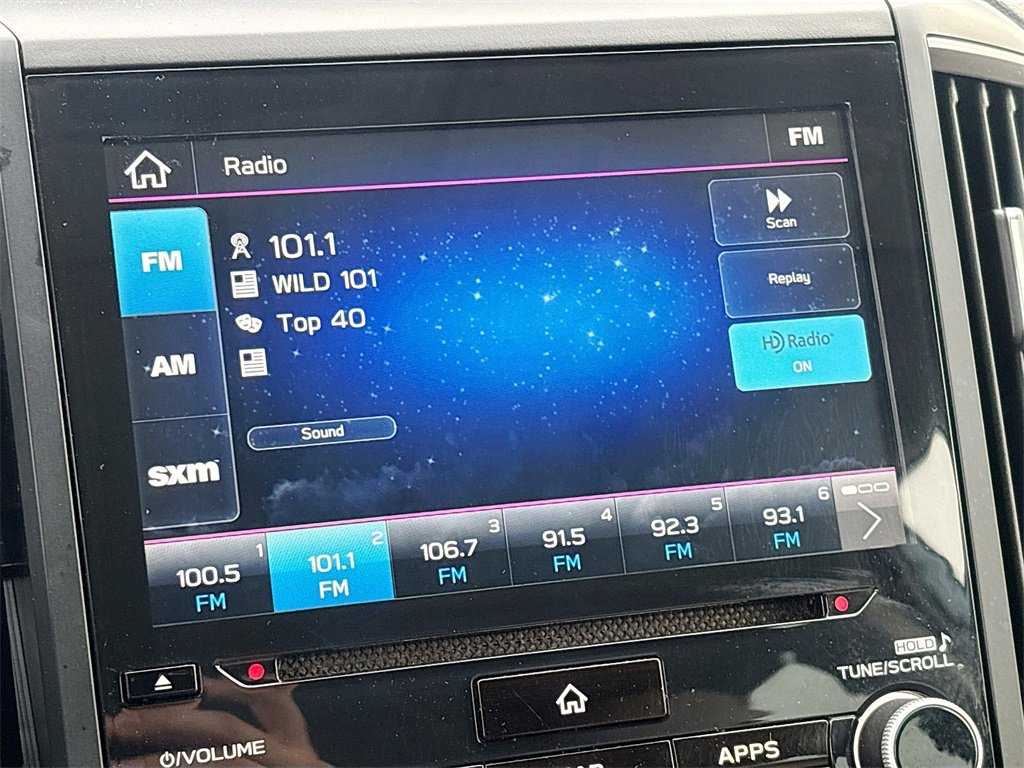 Radio
FM
FM
AM
sxm
101.1
WILD 101
Top 40
Sound
Scan
Replay
HD Radio®
ON
1
100.5
FM
2
101.1
FM
3
106.7
FM
4
91.5
FM
5
92.3
FM
6
93.1
FM
HOLD
TUNE/SCROLL
/VOLUME
APPS